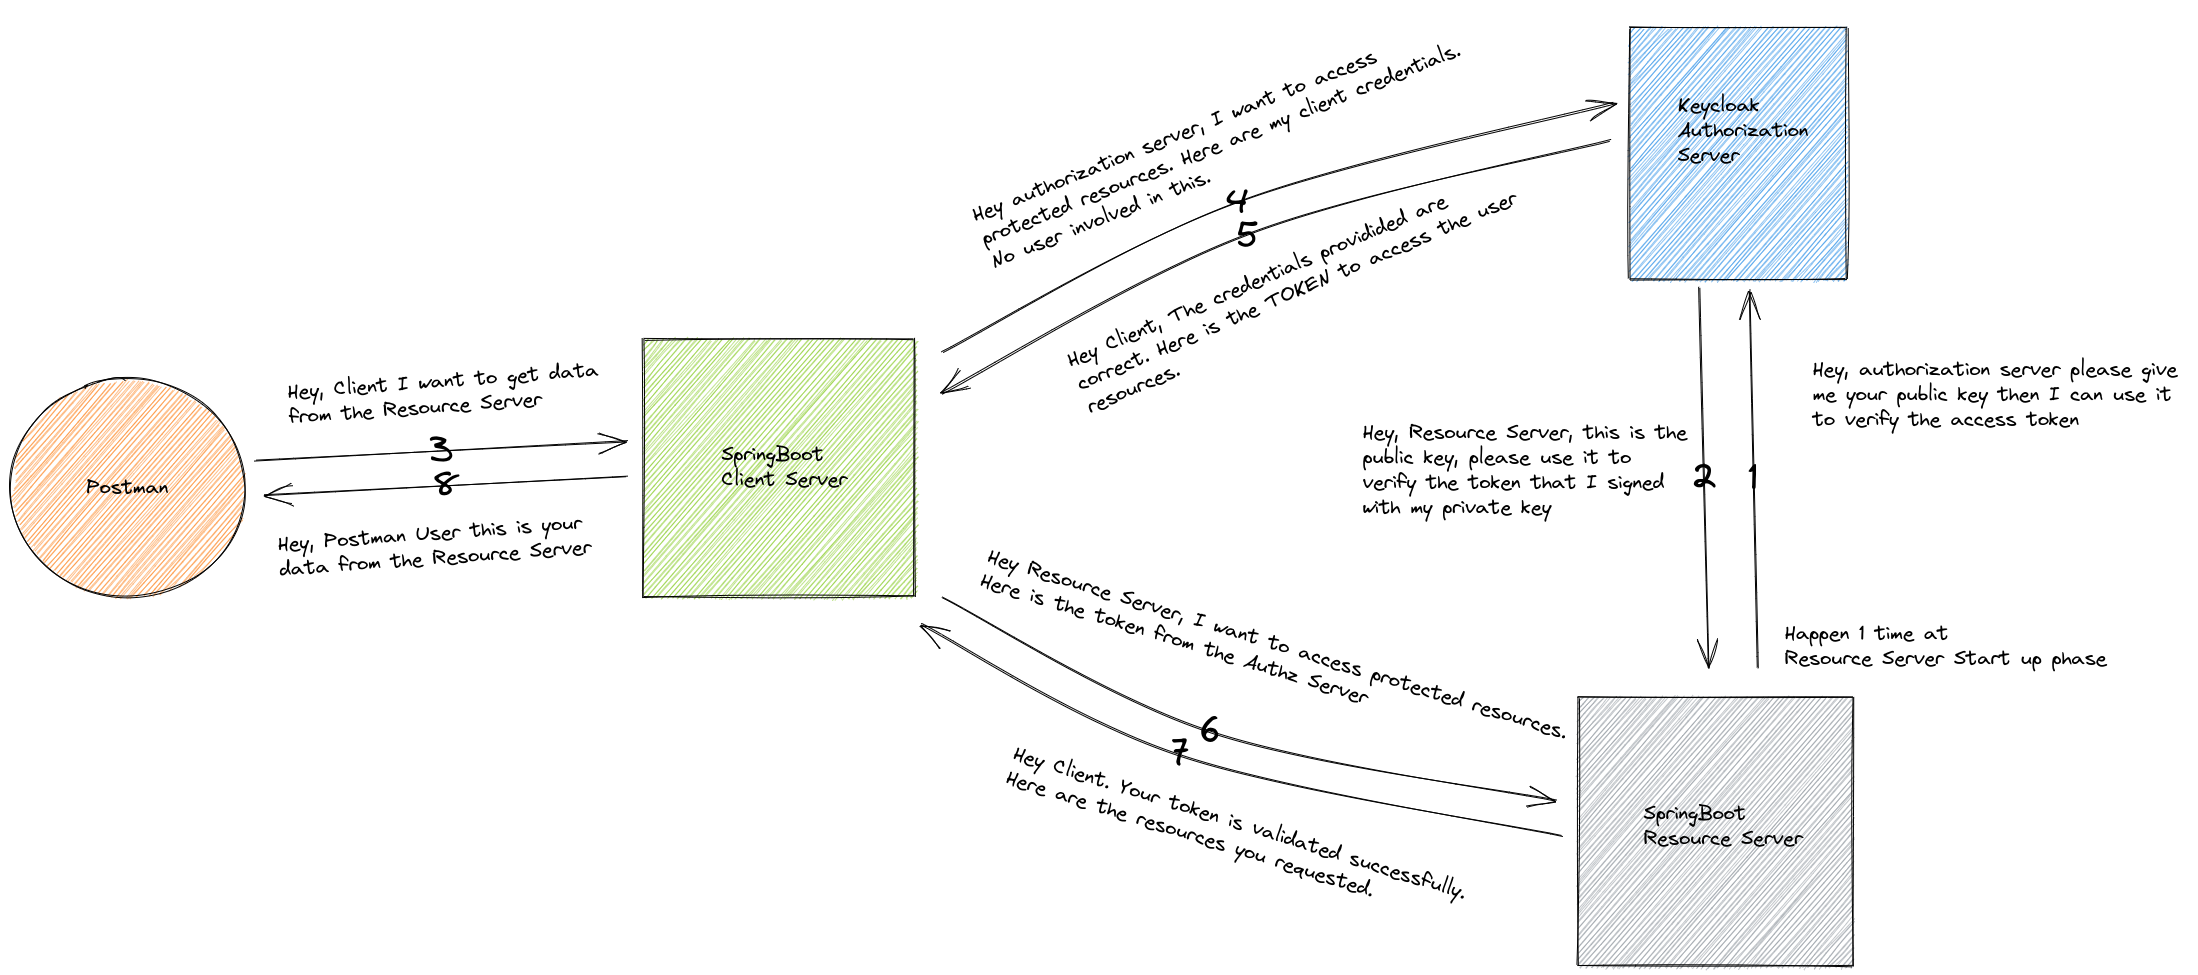 Hey authorization server, I want to access
protected resources. Here are my client credentials.
No user involved in this.
4
5
Hey Client, The credentials providided are
correct. Here is the TOKEN to access the user
resources.
Keycloak
Authorization
Server
Hey, Client I want to get data
from the Resource Server
3
8
Hey, Postman User this is your
data from the Resource Server
Postman
SpringBoot
Client Server
Hey, Resource Server, this is the
public key, please use it to
verify the token that I signed
with my private key
2
1
Hey, authorization server please give
me your public key then I can use it
to verify the access token
Happen 1 time at
Resource Server Start up phase
Hey Resource Server, I want to access protected resources.
Here is the token from the Authz Server
6
7
Hey Client. Your token is validated successfully.
Here are the resources you requested.
SpringBoot
Resource Server